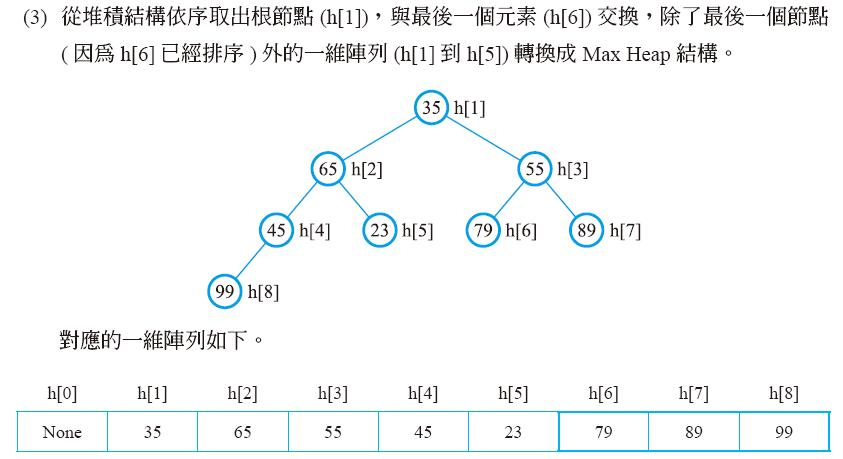 (3) 從堆積結構依序取出根節點 (h[1])，與最後一個元素 (h[6]) 交換，除了最後一個節點
( 因為 h[6] 已經排序 ) 外的一維陣列 (h[1] 到 h[5]) 轉換成 Max Heap 結構。
35 h[1]
65 h[2] 55 h[3]
45 h[4] 23 h[5] 79 h[6] 89 h[7]
99 h[8]
對應的一維陣列如下。
h[0] h[1] h[2] h[3] h[4] h[5] h[6] h[7] h[8]
None 35 65 55 45 23 79 89 99